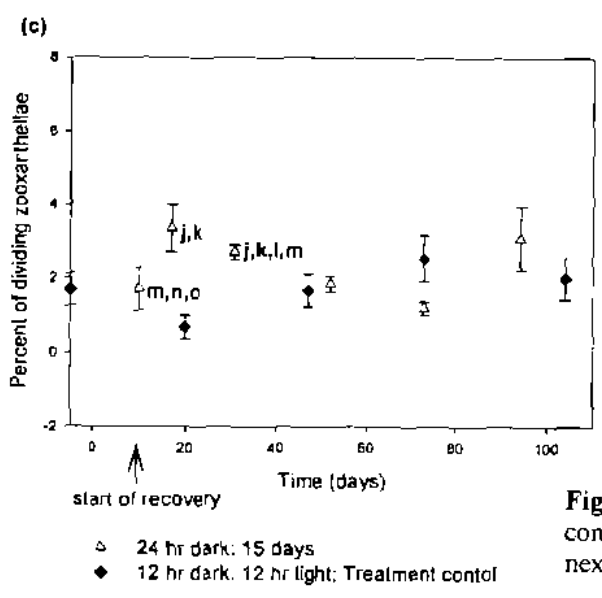 (c)
Percent of dividing zooxarthellae
8
6
4
2
0
-2
j,k
j,k,l,m
m,n,o
0 20 40 60 80 100
Time (days)
start of recovery
24 hr dark: 15 days
12 hr dark. 12 hr light; Treatment contol
Fig
con
nex